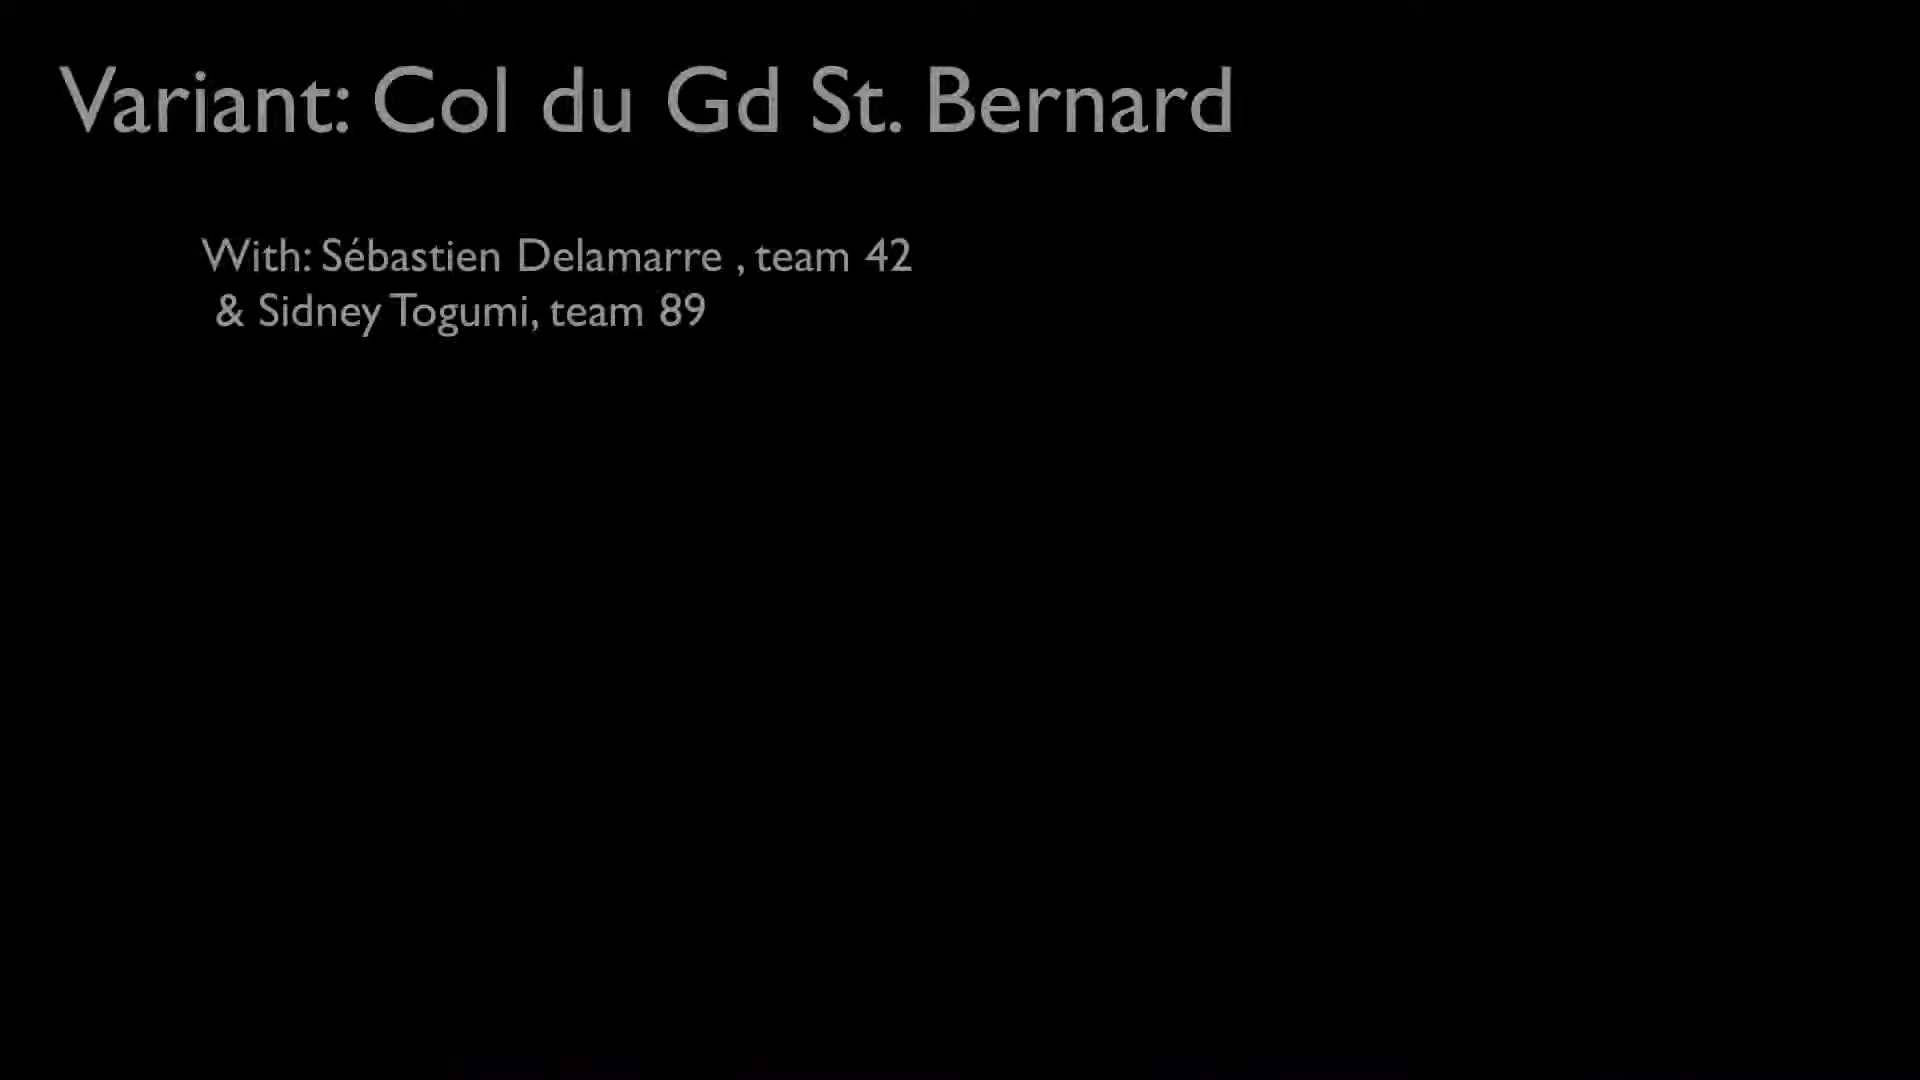 Variant: Col du Gd St. Bernard
With: Sébastien Delamarre , team 42
& Sidney Togumi, team 89